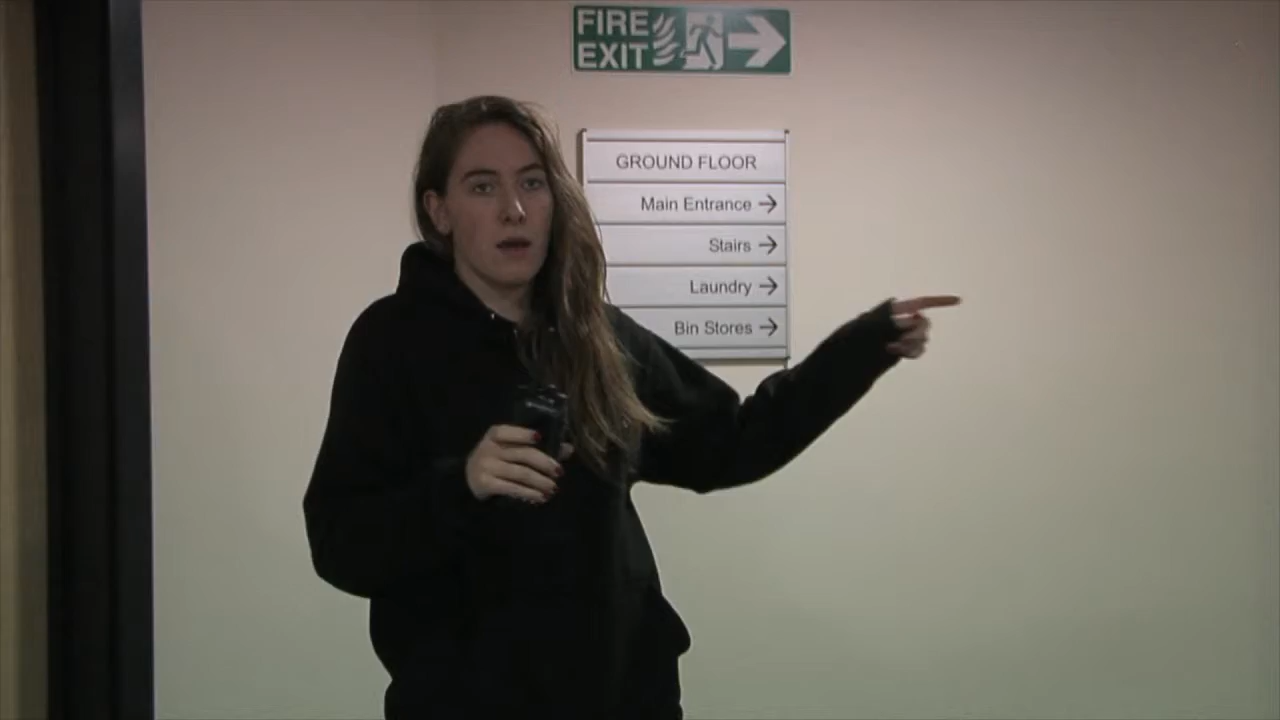 FIRE
EXIT
GROUND FLOOR
Main Entrance →
Stairs →
Laundry →
Bin Stores →